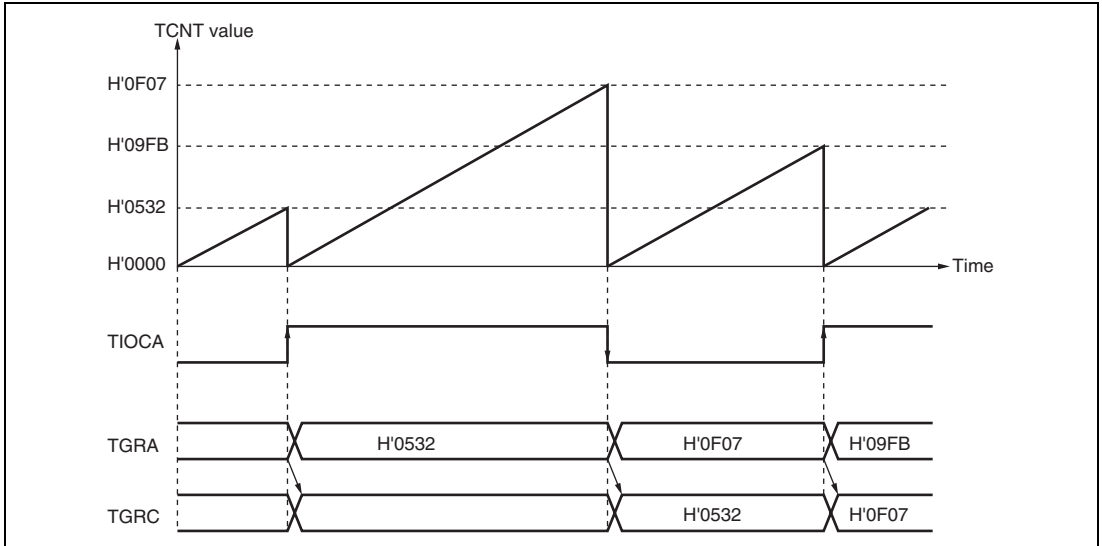 TCNT value
H'0F07
H'09FB
H'0532
H'0000
Time
TIOCA
TGRA H'0532 H'0F07 H'09FB
TGRC H'0532 H'0F07